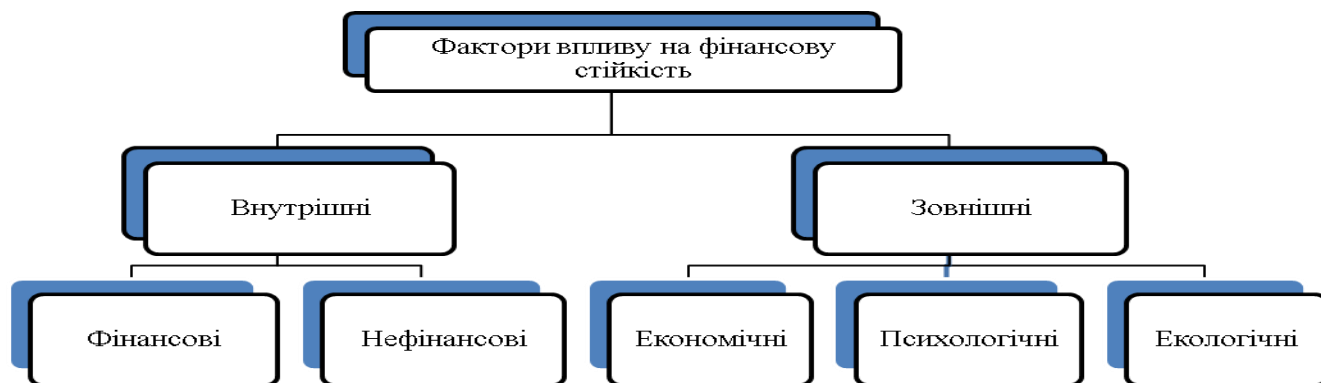 Фактори впливу на фінансову
стійкість
Внутрішні
Зовнішні
Фінансові
Нефінансові
Економічні
Психологічні
Екологічні